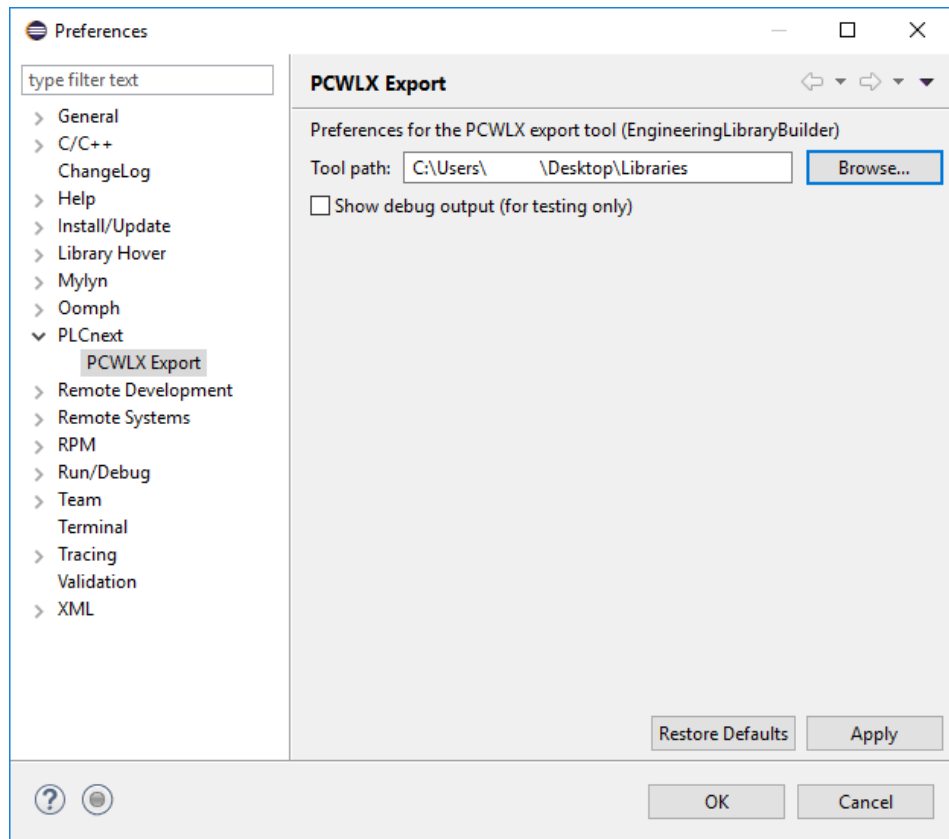 Preferences
type filter text
General
C/C++
ChangeLog
Help
Install/Update
Library Hover
Mylyn
Oomph
PLCnext
PCWLX Export
Remote Development
Remote Systems
RPM
Run/Debug
Team
Terminal
Tracing
Validation
XML
PCWLX Export
Preferences for the PCWLX export tool (EngineeringLibraryBuilder)
Tool path: C:\Users\ \Desktop\Libraries Browse...
Show debug output (for testing only)
Restore Defaults Apply
? OK Cancel